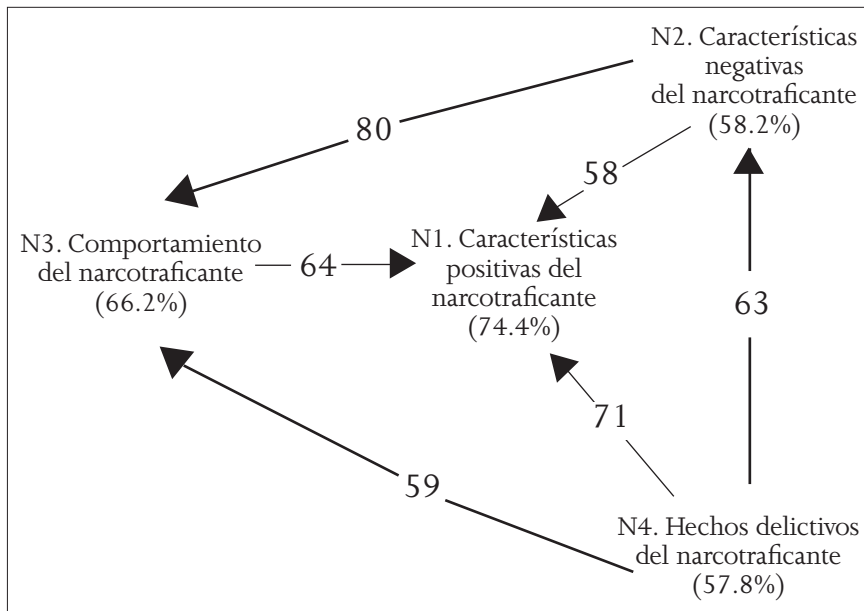 N2. Características
negativas
del narcotraficante
(58.2%)
80
58
N3. Comportamiento
del narcotraficante
(66.2%)
64
N1. Características
positivas del
narcotraficante
(74.4%)
63
71
59
N4. Hechos delictivos
del narcotraficante
(57.8%)